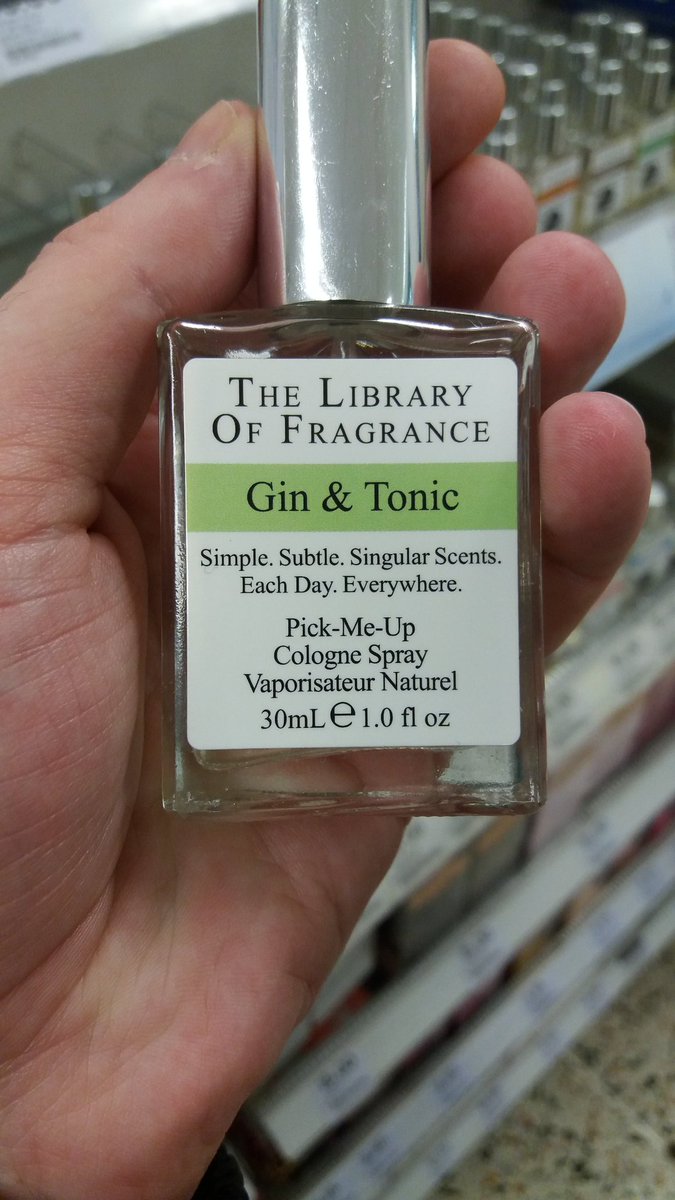 THE LIBRARY
OF FRAGRANCE
Gin & Tonic
Simple. Subtle. Singular Scents.
Each Day. Everywhere.
Pick-Me-Up
Cologne Spray
Vaporisateur Naturel
30mL ℮ 1.0 fl oz